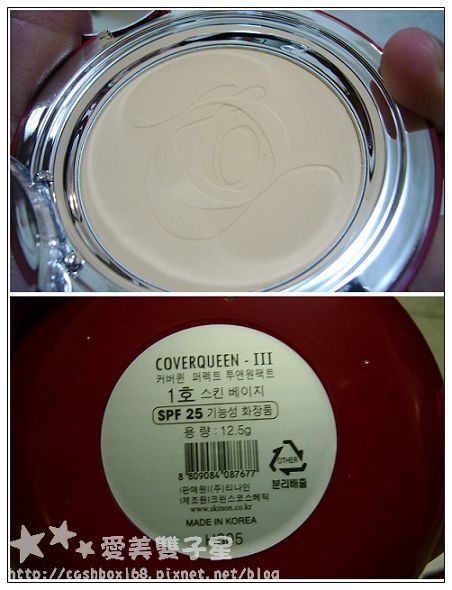 COVERQUEEN - III
커버퀸 퍼펙트 투앤원팩트
1호 스킨 베이지
SPF 25 기능성 화장품
용 량 : 12.5g
8 809084 087677
OTHER
분리배출
(판매원)(주)티나인
(제조원)크린스코스메틱
www.skinon.co.kr
MADE IN KOREA
愛美雙子星
http://cgshbox168.pixnet.net/blog